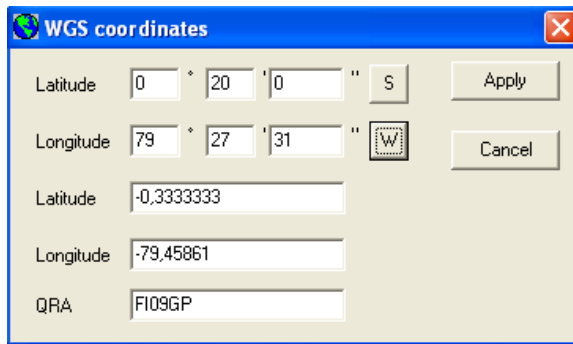 WGS coordinates
Latitude 0 ° 20 ' 0 " S Apply
Longitude 79 ° 27 ' 31 " W Cancel
Latitude -0,3333333
Longitude -79,45861
QRA FI09GP